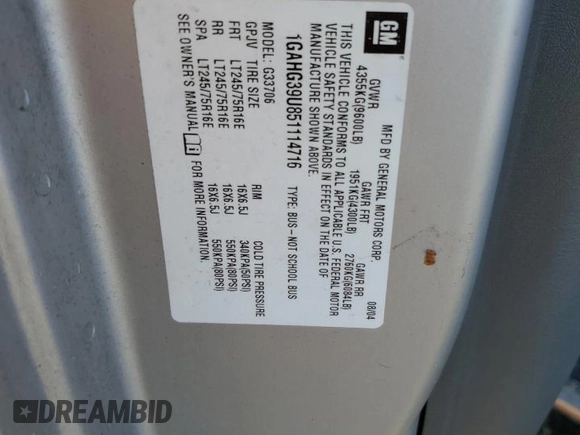 GM
MFD BY GENERAL MOTORS CORP.
08/04
GVWR GAWR FRT GAWR RR
4355KG(9600LB) 1951KG(4300LB) 2760KG(6084LB)
THIS VEHICLE CONFORMS TO ALL APPLICABLE U.S. FEDERAL MOTOR
VEHICLE SAFETY STANDARDS IN EFFECT ON THE DATE OF
MANUFACTURE SHOWN ABOVE.
1GAHG39U851114716 TYPE: BUS-NOT SCHOOL BUS
MODEL: G33706
GPJV TIRE SIZE RIM COLD TIRE PRESSURE
FRT LT245/75R16E 16X6.5J 340KPA(50PSI)
RR LT245/75R16E 16X6.5J 550KPA(80PSI)
SPA LT245/75R16E 16X6.5J 550KPA(80PSI)
SEE OWNER'S MANUAL FOR MORE INFORMATION.
DREAMBID